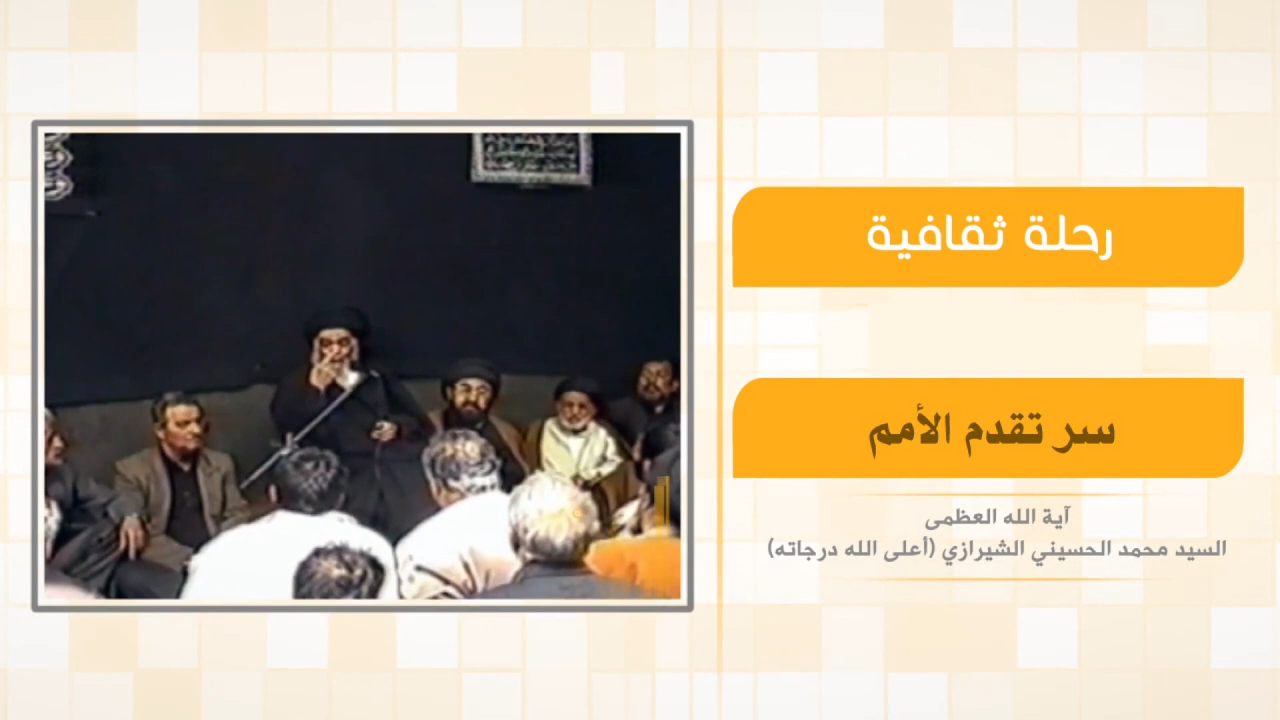 رحلة ثقافية
سر تقدم الأمم
آية الله العظمى
السيد محمد الحسيني الشيرازي (أعلى الله درجاته)